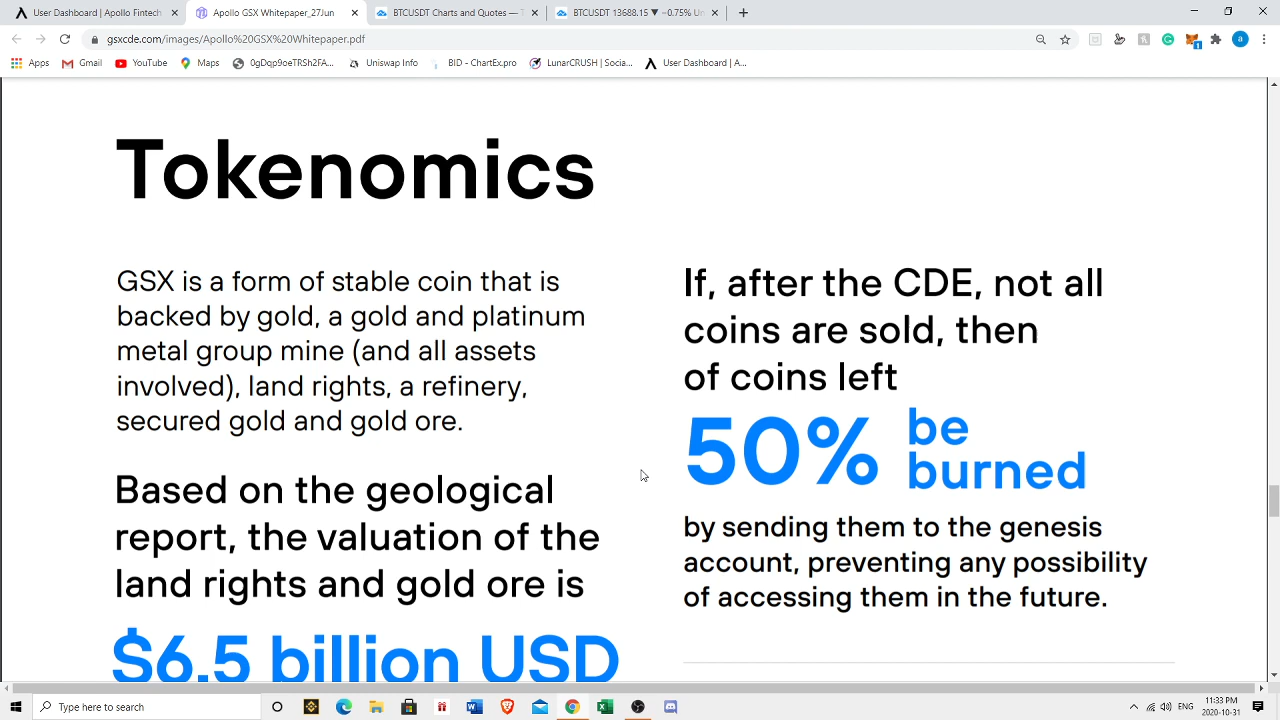 User Dashboard | Apollo Fintech
Apollo GSX Whitepaper_27Jun
BTCUSDT Charts and Quotes — T
BTCUSDT 13683.15 ▼ −0.75% Un
gsxcde.com/images/Apollo%20GSX%20Whitepaper.pdf
Apps
Gmail
YouTube
Maps
0gDqp9oeTRSh2FA...
Uniswap Info
BID - ChartEx.pro
LunarCRUSH | Socia...
User Dashboard | A...
Tokenomics
GSX is a form of stable coin that is
backed by gold, a gold and platinum
metal group mine (and all assets
involved), land rights, a refinery,
secured gold and gold ore.
Based on the geological
report, the valuation of the
land rights and gold ore is
$6.5 billion USD
If, after the CDE, not all
coins are sold, then
of coins left
50% be
burned
by sending them to the genesis
account, preventing any possibility
of accessing them in the future.
Type here to search
ENG
11:33 PM
2020-10-31